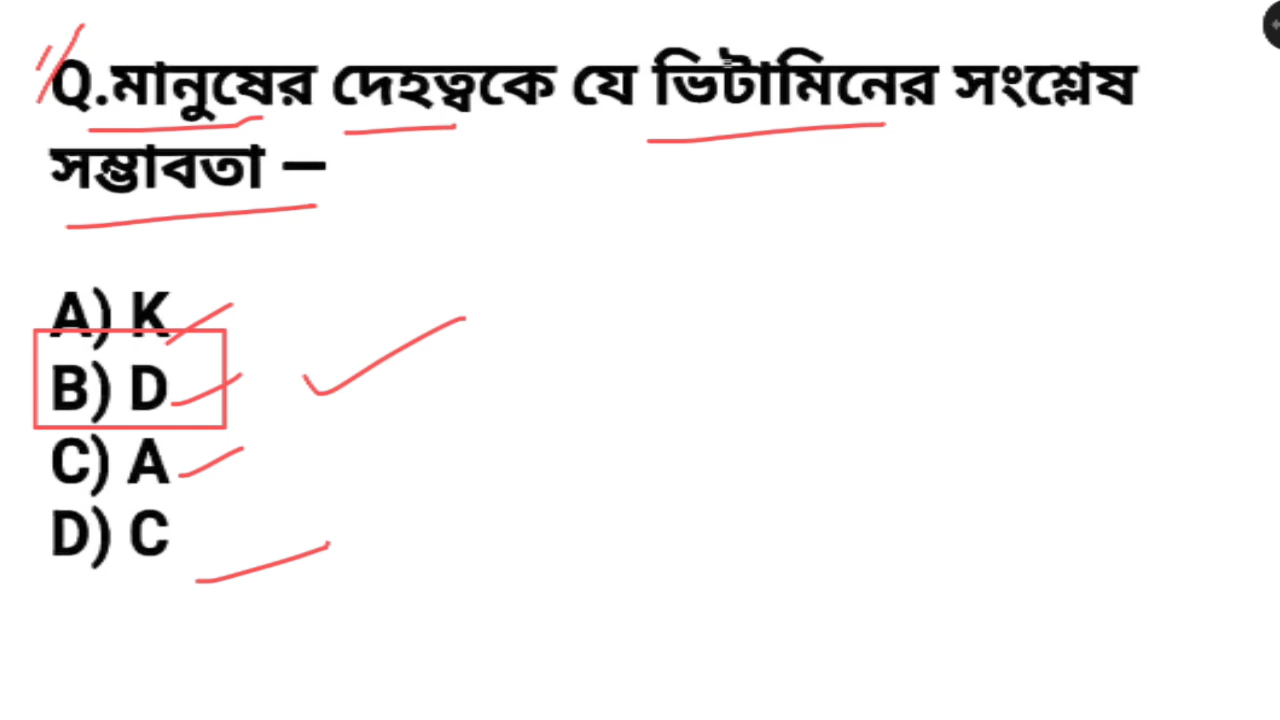 Q.মানুষের দেহত্বকে যে ভিটামিনের সংশ্লেষ
সম্ভাবতা –
A) K
B) D
C) A
D) C